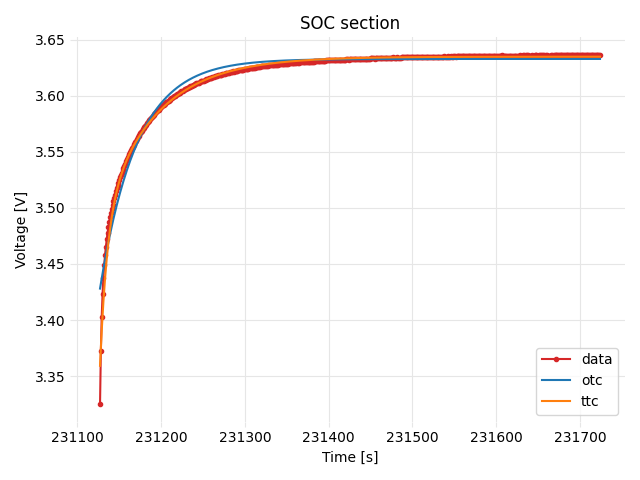 SOC section
Voltage [V]
3.65
3.60
3.55
3.50
3.45
3.40
3.35
data
otc
ttc
231100 231200 231300 231400 231500 231600 231700
Time [s]